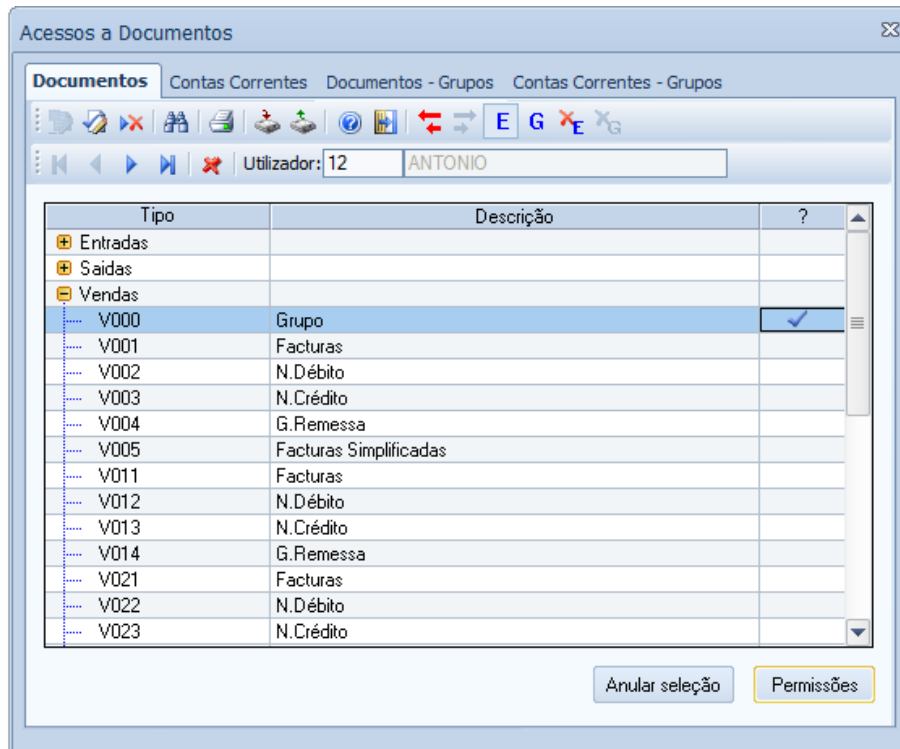 Acessos a Documentos
Documentos Contas Correntes Documentos - Grupos Contas Correntes - Grupos
E G E G
Utilizador: 12 ANTONIO
Tipo Descrição ?
Entradas
Saidas
Vendas
V000 Grupo
V001 Facturas
V002 N.Débito
V003 N.Crédito
V004 G.Remessa
V005 Facturas Simplificadas
V011 Facturas
V012 N.Débito
V013 N.Crédito
V014 G.Remessa
V021 Facturas
V022 N.Débito
V023 N.Crédito
Anular seleção Permissões